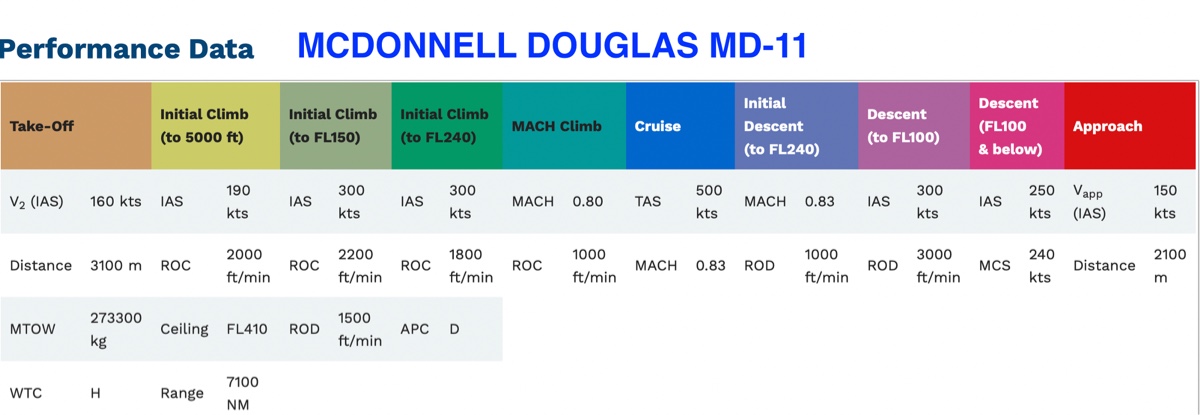 Performance Data MCDONNELL DOUGLAS MD-11
Take-Off
Initial Climb
(to 5000 ft)
Initial Climb
(to FL150)
Initial Climb
(to FL240)
MACH Climb
Cruise
Initial
Descent
(to FL240)
Descent
(to FL100)
Descent
(FL100
& below)
Approach
V2 (IAS) 160 kts
IAS 190
kts
IAS 300
kts
IAS 300
kts
MACH 0.80
TAS 500
kts
MACH 0.83
IAS 300
kts
IAS 250
kts
Vapp
(IAS)
150
kts
Distance 3100 m
ROC 2000
ft/min
ROC 2200
ft/min
ROC 1800
ft/min
ROC 1000
ft/min
MACH 0.83
ROD 1000
ft/min
ROD 3000
ft/min
MCS 240
kts
Distance 2100
m
MTOW 273300
kg
Ceiling FL410
ROD 1500
ft/min
APC D
WTC H
Range 7100
NM